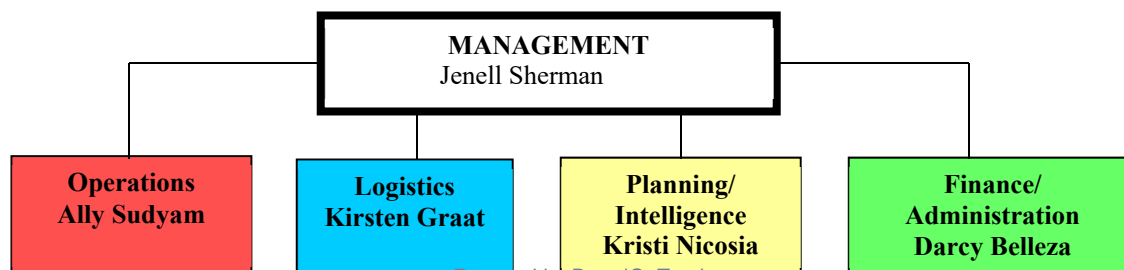 MANAGEMENT
Jenell Sherman
Operations
Ally Sudyam
Logistics
Kirsten Graat
Planning/
Intelligence
Kristi Nicosia
Finance/
Administration
Darcy Belleza